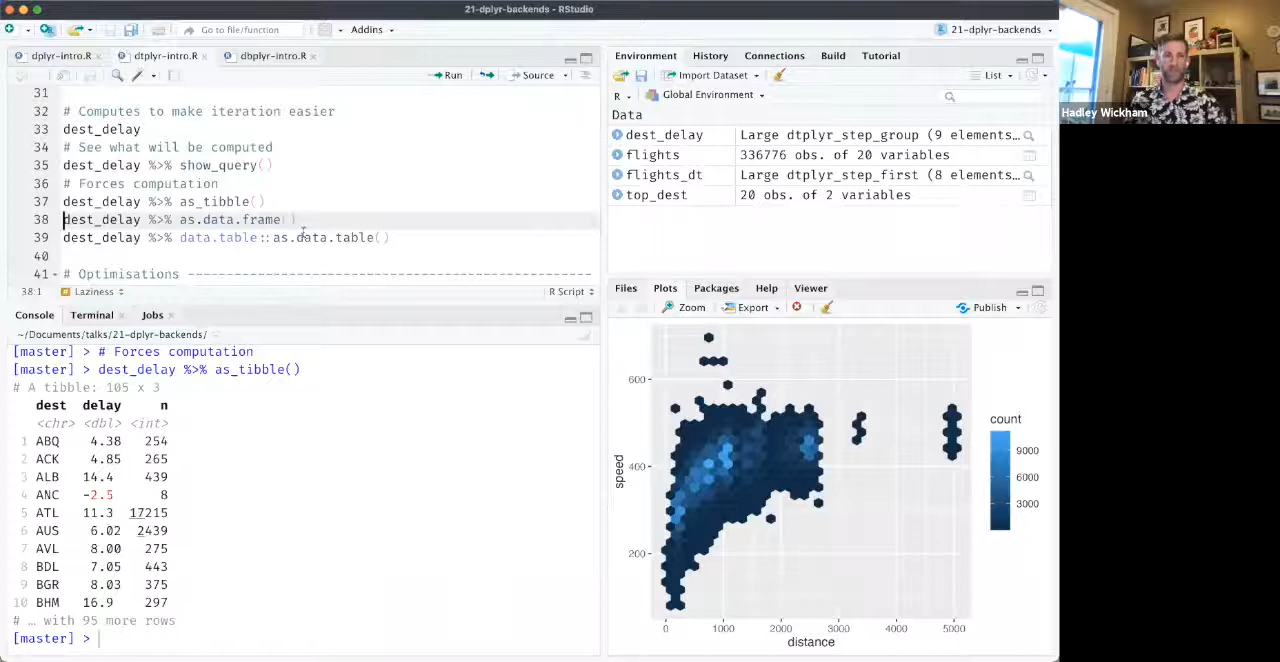 21-dplyr-backends - RStudio
Go to file/function
Addins
21-dplyr-backends
dplyr-intro.R
dtplyr-intro.R
dbplyr-intro.R
Run
Source
31
32 # Computes to make iteration easier
33 dest_delay
34 # See what will be computed
35 dest_delay %>% show_query()
36 # Forces computation
37 dest_delay %>% as_tibble()
38 dest_delay %>% as.data.frame()
39 dest_delay %>% data.table::as.data.table()
40
41 # Optimisations ----------------------------------------------------
38:1 # Laziness
R Script
Console Terminal Jobs
~/Documents/talks/21-dplyr-backends/
[master] > # Forces computation
[master] > dest_delay %>% as_tibble()
# A tibble: 105 x 3
dest delay n
<chr> <dbl> <int>
1 ABQ 4.38 254
2 ACK 4.85 265
3 ALB 14.4 439
4 ANC -2.5 8
5 ATL 11.3 17215
6 AUS 6.02 2439
7 AVL 8.00 275
8 BDL 7.05 443
9 BGR 8.03 375
10 BHM 16.9 297
# … with 95 more rows
[master] >
Environment History Connections Build Tutorial
Import Dataset
List
R Global Environment
Data
dest_delay Large dtplyr_step_group (9 elements…
flights 336776 obs. of 20 variables
flights_dt Large dtplyr_step_first (8 elements…
top_dest 20 obs. of 2 variables
Files Plots Packages Help Viewer
Zoom Export Publish
600
400
200
speed
0 1000 2000 3000 4000 5000
distance
count
9000
6000
3000
Hadley Wickham